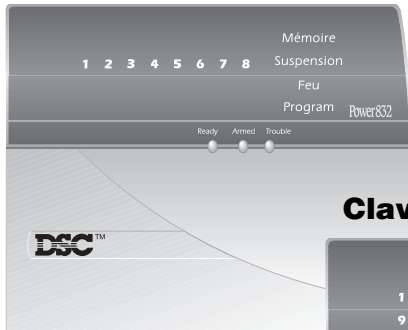 Mémoire
1 2 3 4 5 6 7 8 Suspension
Feu
Program Power832
Ready Armed Trouble
Clav
DSC™
1
9